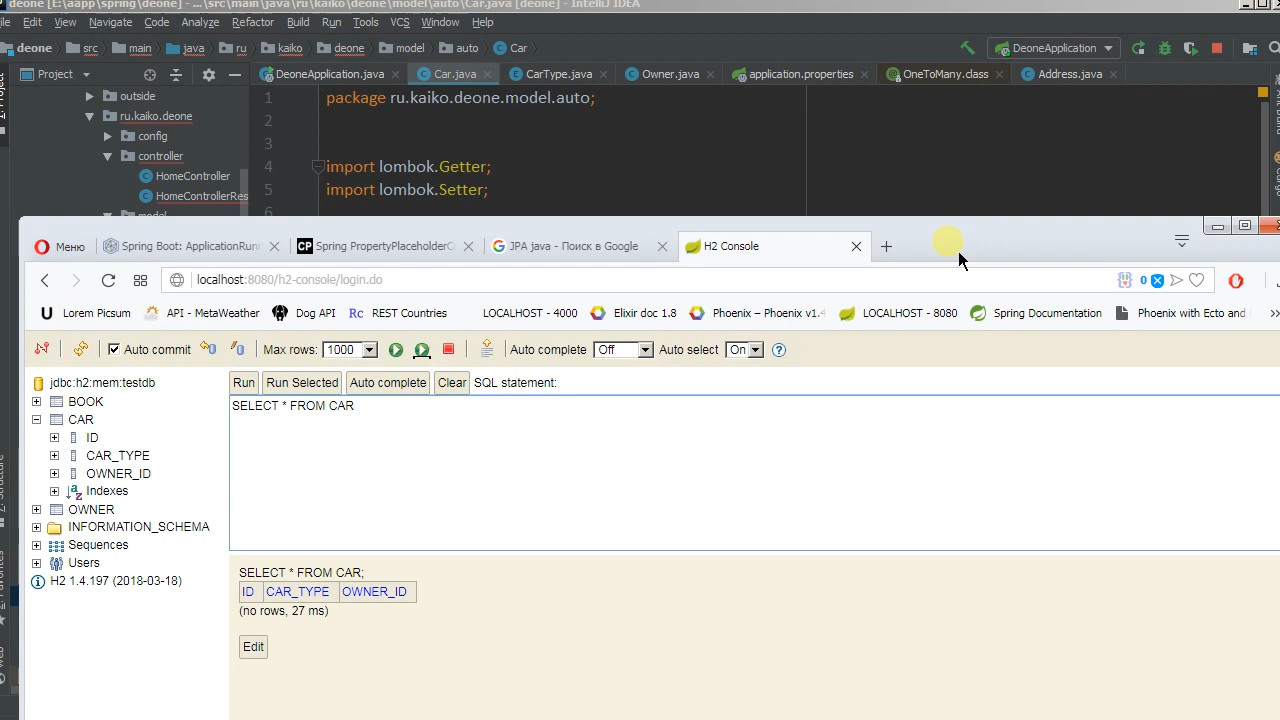 deone [E:\aapp\spring\deone] - ...\src\main\java\ru\kaiko\deone\model\auto\Car.java [deone] - IntelliJ IDEA
Edit View Navigate Code Analyze Refactor Build Run Tools VCS Window Help
deone src main java ru kaiko deone model auto Car DeoneApplication
Project DeoneApplication.java Car.java CarType.java Owner.java application.properties OneToMany.class Address.java
outside
ru.kaiko.deone
config
controller
HomeController
HomeControllerRes
model
1 package ru.kaiko.deone.model.auto;
2
3
4 import lombok.Getter;
5 import lombok.Setter;
6
Меню Spring Boot: ApplicationRunn Spring PropertyPlaceholderC JPA java - Поиск в Google H2 Console
localhost:8080/h2-console/login.do 0
Lorem Picsum API - MetaWeather Dog API Rc REST Countries LOCALHOST - 4000 Elixir doc 1.8 Phoenix – Phoenix v1.4 LOCALHOST - 8080 Spring Documentation Phoenix with Ecto and
Auto commit Max rows: 1000 Auto complete Off Auto select On
Run Run Selected Auto complete Clear SQL statement:
SELECT * FROM CAR
jdbc:h2:mem:testdb
BOOK
CAR
ID
CAR_TYPE
OWNER_ID
Indexes
OWNER
INFORMATION_SCHEMA
Sequences
Users
H2 1.4.197 (2018-03-18)
SELECT * FROM CAR;
ID CAR_TYPE OWNER_ID
(no rows, 27 ms)
Edit